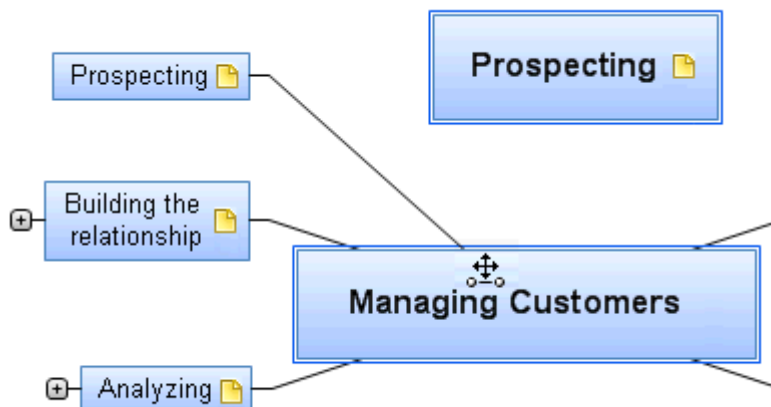 Prospecting
Prospecting
Building the
relationship
Managing Customers
Analyzing